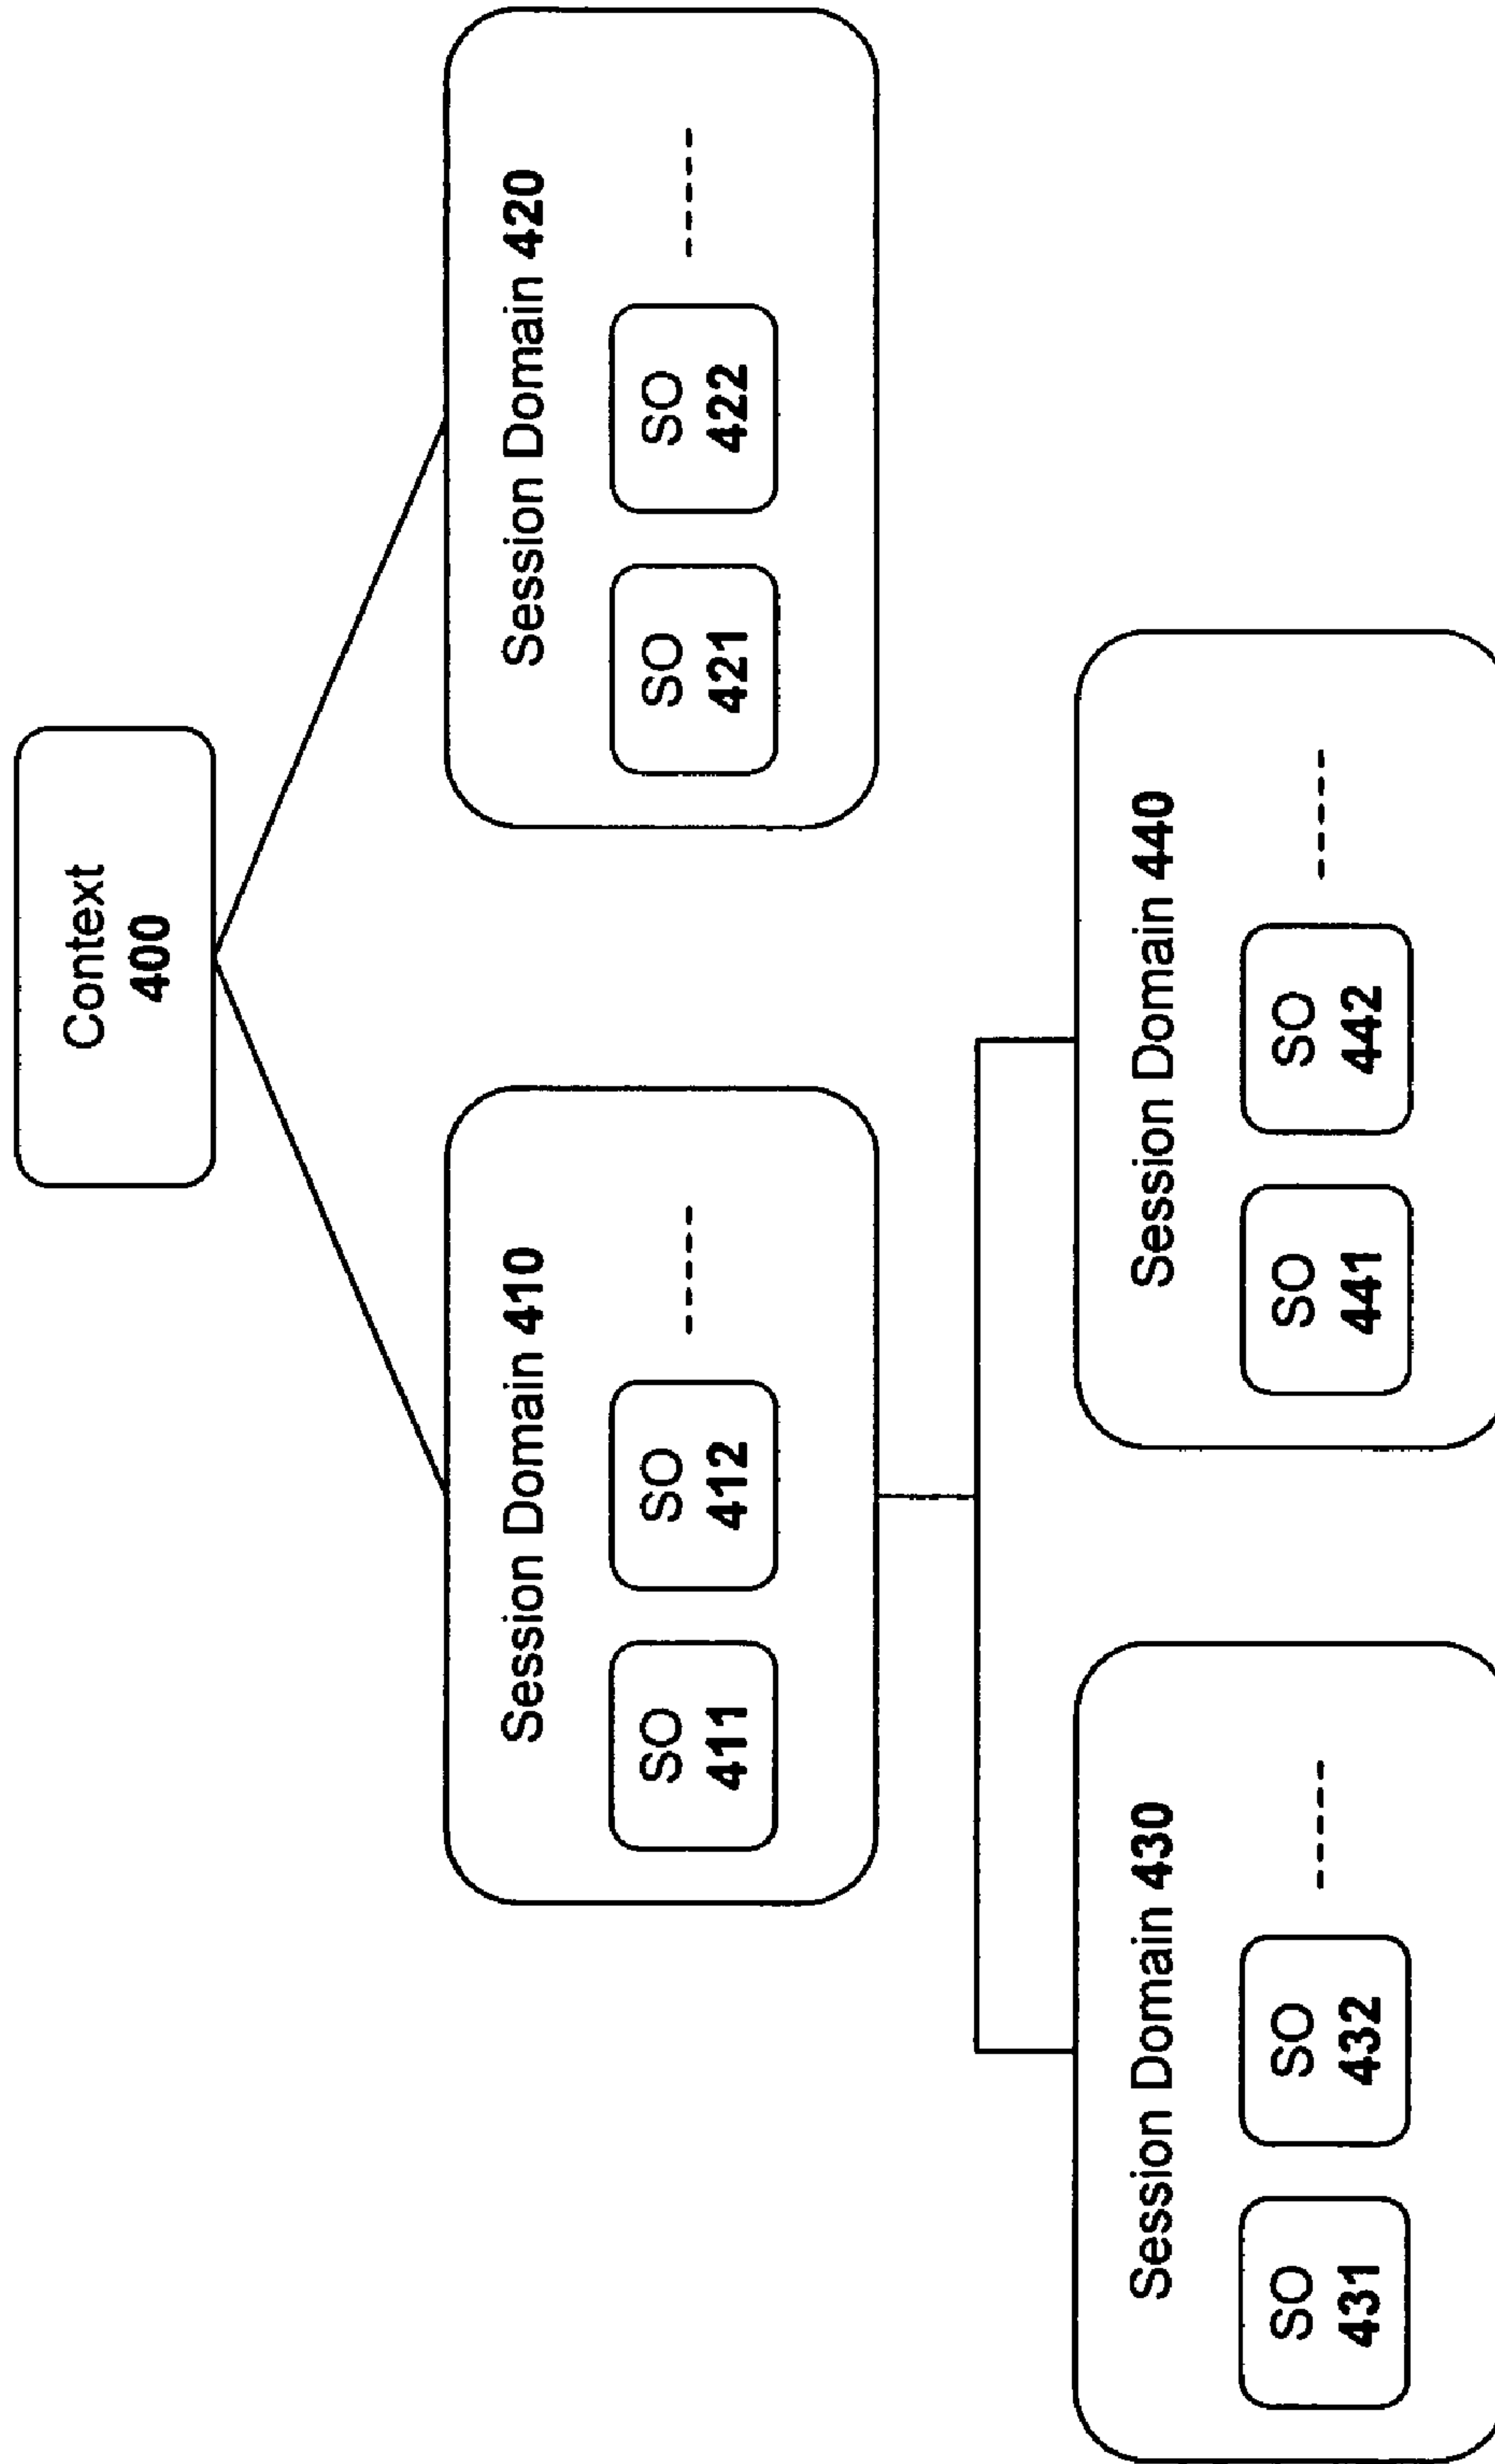 Context
400
Session Domain 410
SO
411
SO
412
-----
Session Domain 420
SO
421
SO
422
-----
Session Domain 430
SO
431
SO
432
-----
Session Domain 440
SO
441
SO
442
-----